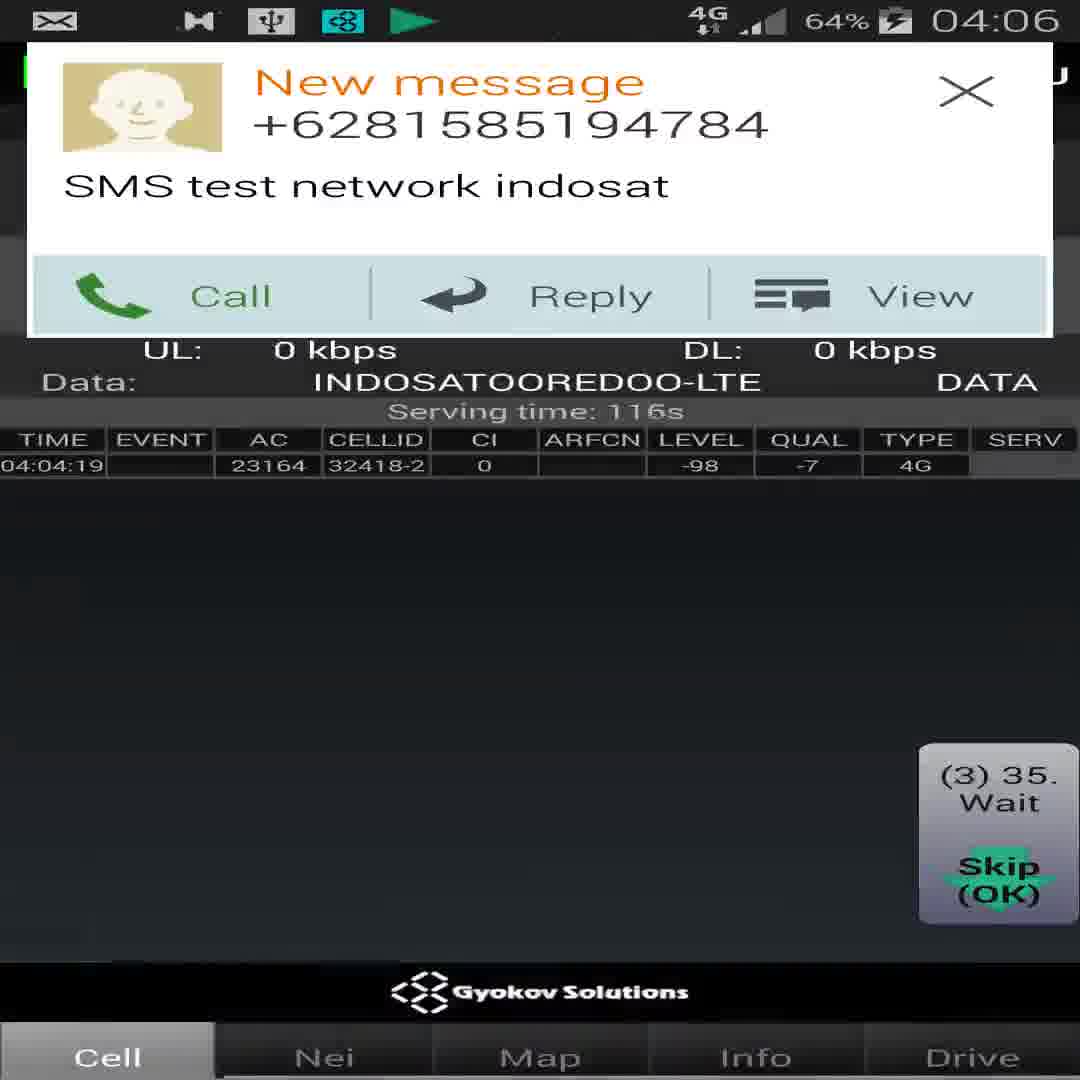 4G 64% 04:06
New message
+6281585194784
SMS test network indosat
Call Reply View
UL: 0 kbps DL: 0 kbps
Data: INDOSATOOREDOO-LTE DATA
Serving time: 116s
TIME EVENT AC CELLID CI ARFCN LEVEL QUAL TYPE SERV
04:04:19 23164 32418-2 0 -98 -7 4G
(3) 35.
Wait
Skip
(OK)
Gyokov Solutions
Cell Nei Map Info Drive